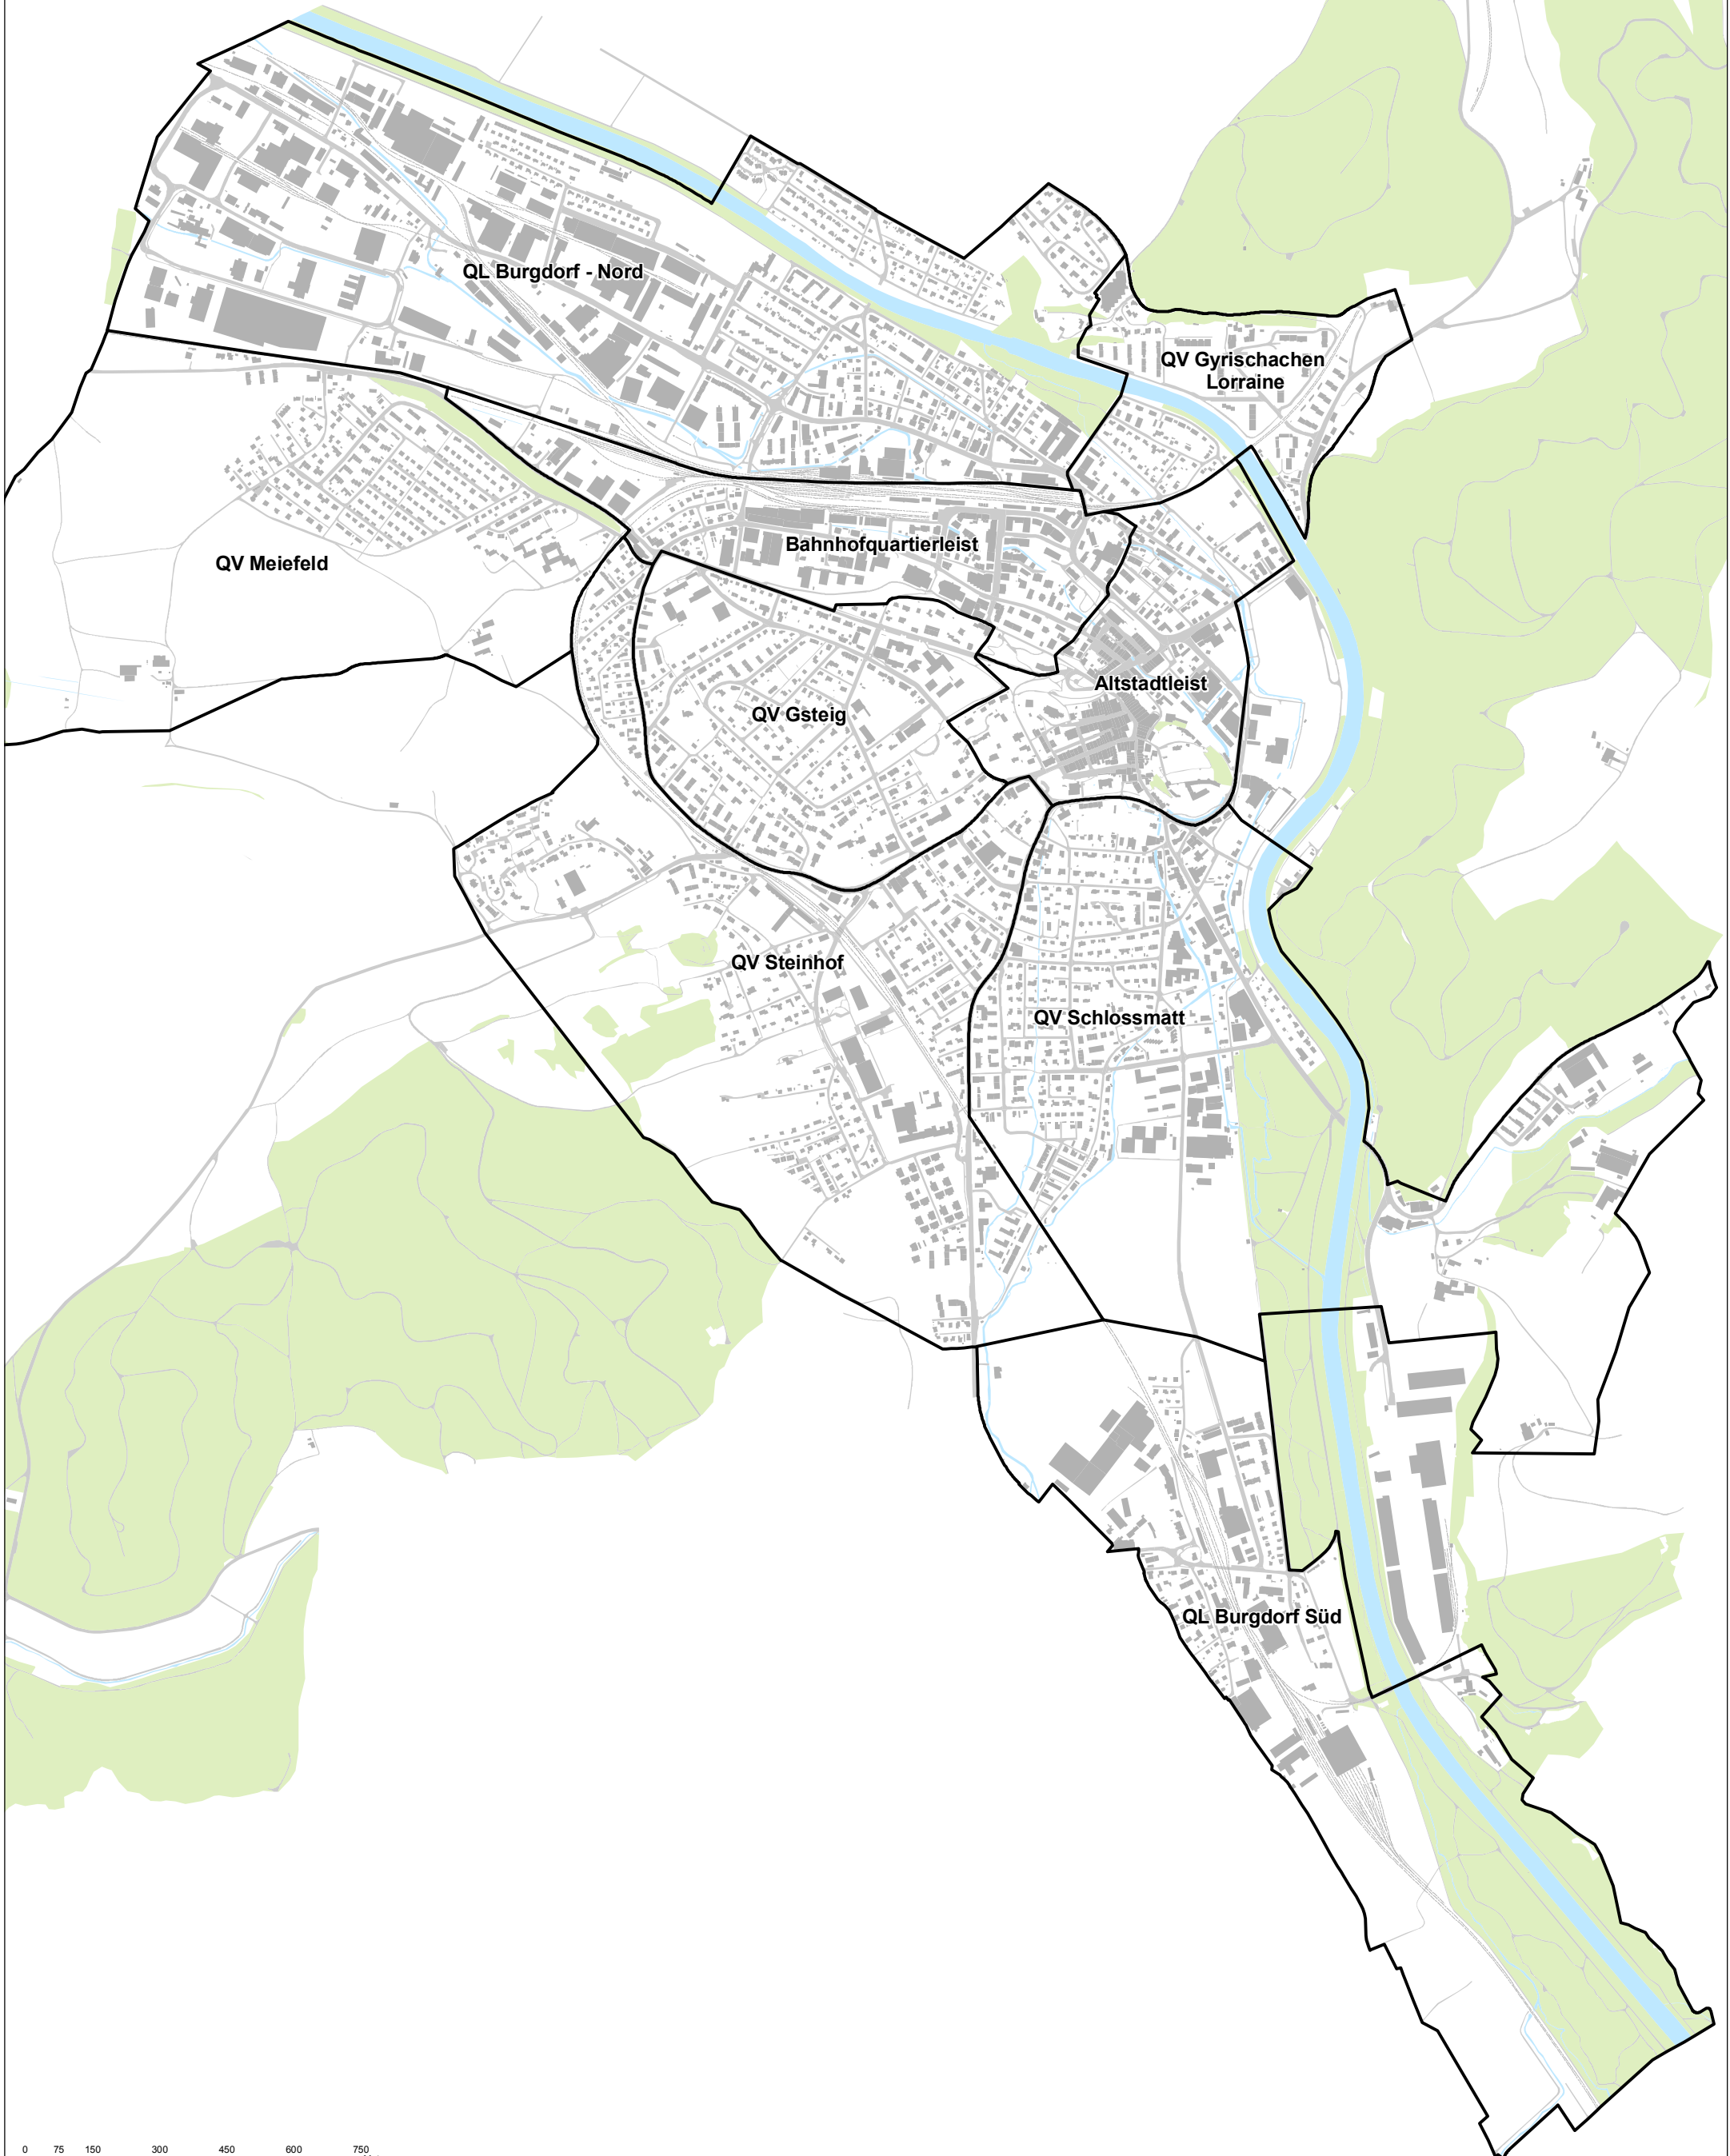 QL Burgdorf - Nord
QV Gyrischachen
Lorraine
Bahnhofquartierleist
QV Meiefeld
Altstadtleist
QV Gsteig
QV Steinhof
QV Schlossmatt
QL Burgdorf Süd
0 75 150 300 450 600 750